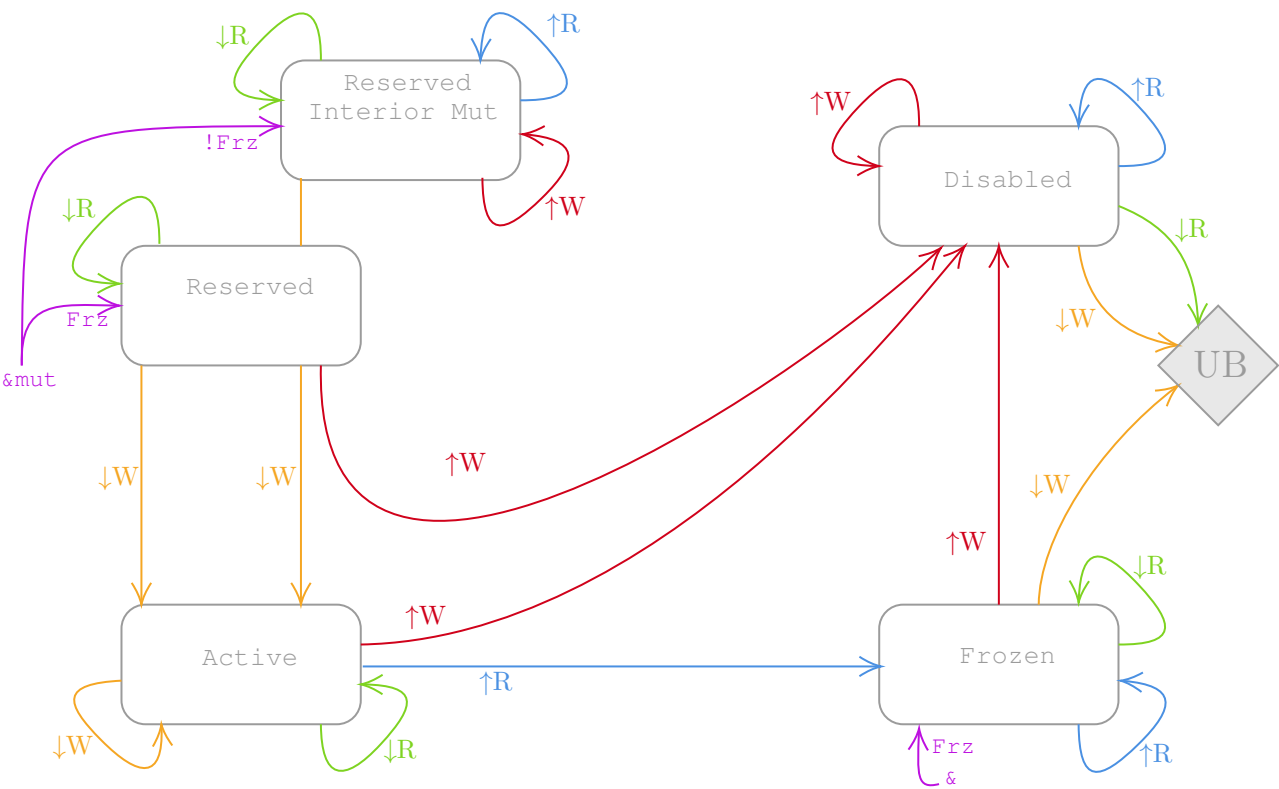 ↓R
↑R
Reserved
Interior Mut
!Frz
↑W
↑W
↑R
Disabled
↓R
↓R
Reserved
Frz
&mut
↓W
UB
↓W
↓W
↑W
↓W
↑W
↑W
↓R
Active
↑R
Frozen
↓W
↓R
Frz
&
↑R